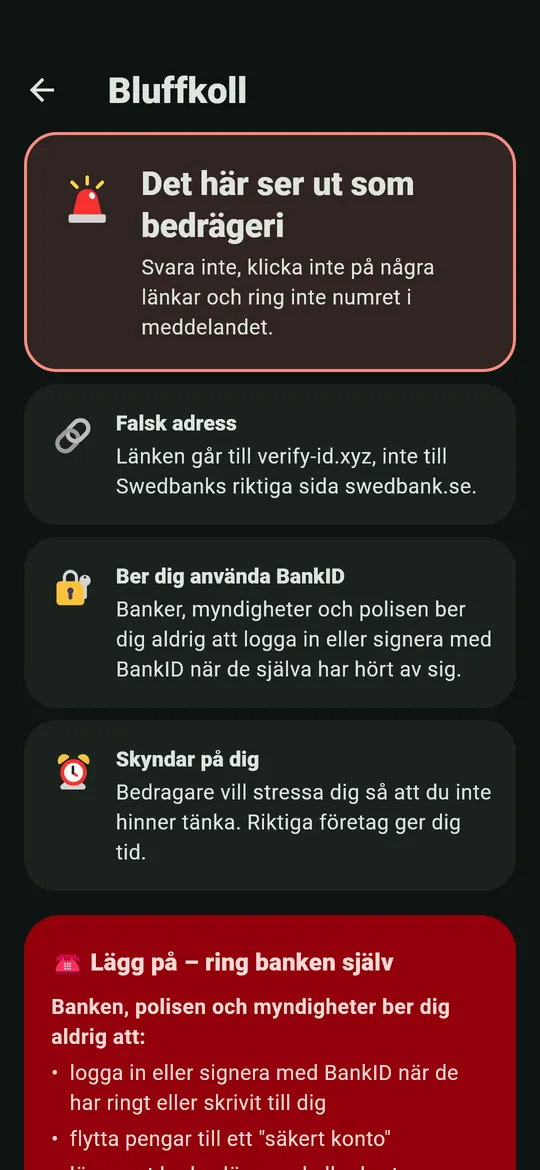 Bluffkoll
Det här ser ut som
bedrägeri
Svara inte, klicka inte på några
länkar och ring inte numret i
meddelandet.
Falsk adress
Länken går till verify-id.xyz, inte till
Swedbanks riktiga sida swedbank.se.
Ber dig använda BankID
Banker, myndigheter och polisen ber
dig aldrig att logga in eller signera med
BankID när de själva har hört av sig.
Skyndar på dig
Bedragare vill stressa dig så att du inte
hinner tänka. Riktiga företag ger dig
tid.
Lägg på – ring banken själv
Banken, polisen och myndigheter ber dig
aldrig att:
• logga in eller signera med BankID när de
har ringt eller skrivit till dig
• flytta pengar till ett "säkert konto"